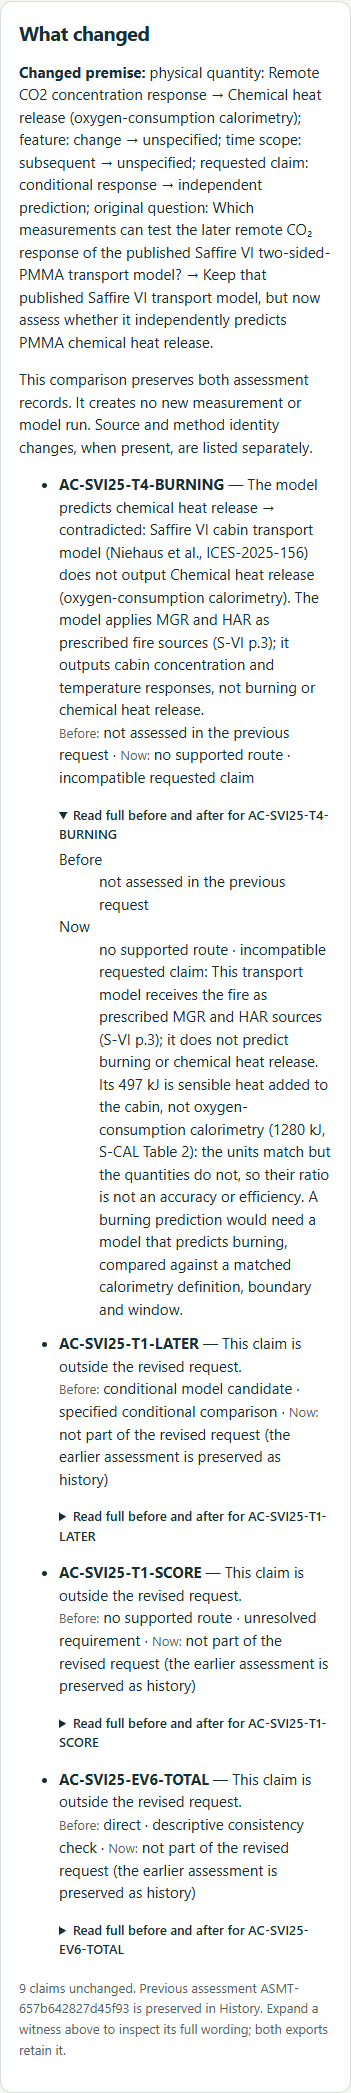 What changed
Changed premise: physical quantity: Remote
CO2 concentration response → Chemical heat
release (oxygen-consumption calorimetry);
feature: change → unspecified; time scope:
subsequent → unspecified; requested claim:
conditional response → independent
prediction; original question: Which
measurements can test the later remote CO₂
response of the published Saffire VI two-sided-
PMMA transport model? → Keep that
published Saffire VI transport model, but now
assess whether it independently predicts
PMMA chemical heat release.
This comparison preserves both assessment
records. It creates no new measurement or
model run. Source and method identity
changes, when present, are listed separately.
• AC-SVI25-T4-BURNING — The model
predicts chemical heat release →
contradicted: Saffire VI cabin transport
model (Niehaus et al., ICES-2025-156)
does not output Chemical heat release
(oxygen-consumption calorimetry). The
model applies MGR and HAR as
prescribed fire sources (S-VI p.3); it
outputs cabin concentration and
temperature responses, not burning or
chemical heat release.
Before: not assessed in the previous
request · Now: no supported route ·
incompatible requested claim
▼ Read full before and after for AC-SVI25-T4-
BURNING
Before
not assessed in the previous
request
Now
no supported route · incompatible
requested claim: This transport
model receives the fire as
prescribed MGR and HAR sources
(S-VI p.3); it does not predict
burning or chemical heat release.
Its 497 kJ is sensible heat added to
the cabin, not oxygen-
consumption calorimetry (1280 kJ,
S-CAL Table 2): the units match but
the quantities do not, so their ratio
is not an accuracy or efficiency. A
burning prediction would need a
model that predicts burning,
compared against a matched
calorimetry definition, boundary
and window.
• AC-SVI25-T1-LATER — This claim is
outside the revised request.
Before: conditional model candidate ·
specified conditional comparison · Now:
not part of the revised request (the
earlier assessment is preserved as
history)
▶ Read full before and after for AC-SVI25-T1-
LATER
• AC-SVI25-T1-SCORE — This claim is
outside the revised request.
Before: no supported route · unresolved
requirement · Now: not part of the
revised request (the earlier assessment is
preserved as history)
▶ Read full before and after for AC-SVI25-T1-
SCORE
• AC-SVI25-EV6-TOTAL — This claim is
outside the revised request.
Before: direct · descriptive consistency
check · Now: not part of the revised
request (the earlier assessment is
preserved as history)
▶ Read full before and after for AC-SVI25-
EV6-TOTAL
9 claims unchanged. Previous assessment ASMT-
657b642827d45f93 is preserved in History. Expand a
witness above to inspect its full wording; both exports
retain it.